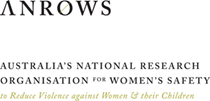 ANROWS
AUSTRALIA'S NATIONAL RESEARCH
ORGANISATION FOR WOMEN'S SAFETY
to Reduce Violence against Women & their Children